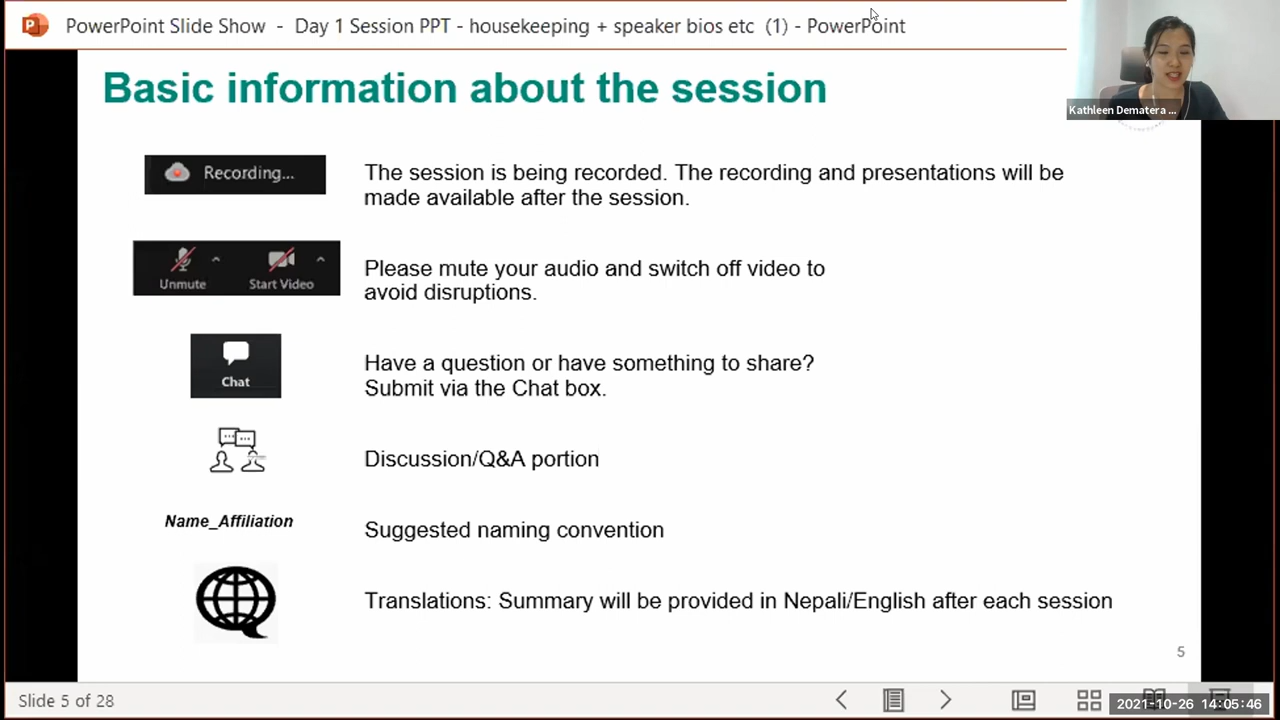 PowerPoint Slide Show - Day 1 Session PPT - housekeeping + speaker bios etc (1) - PowerPoint
Kathleen Dematera ...
Basic information about the session
Recording...
The session is being recorded. The recording and presentations will be
made available after the session.
Unmute
Start Video
Please mute your audio and switch off video to
avoid disruptions.
Chat
Have a question or have something to share?
Submit via the Chat box.
Discussion/Q&A portion
Name_Affiliation
Suggested naming convention
Translations: Summary will be provided in Nepali/English after each session
5
Slide 5 of 28
2021-10-26 14:05:46